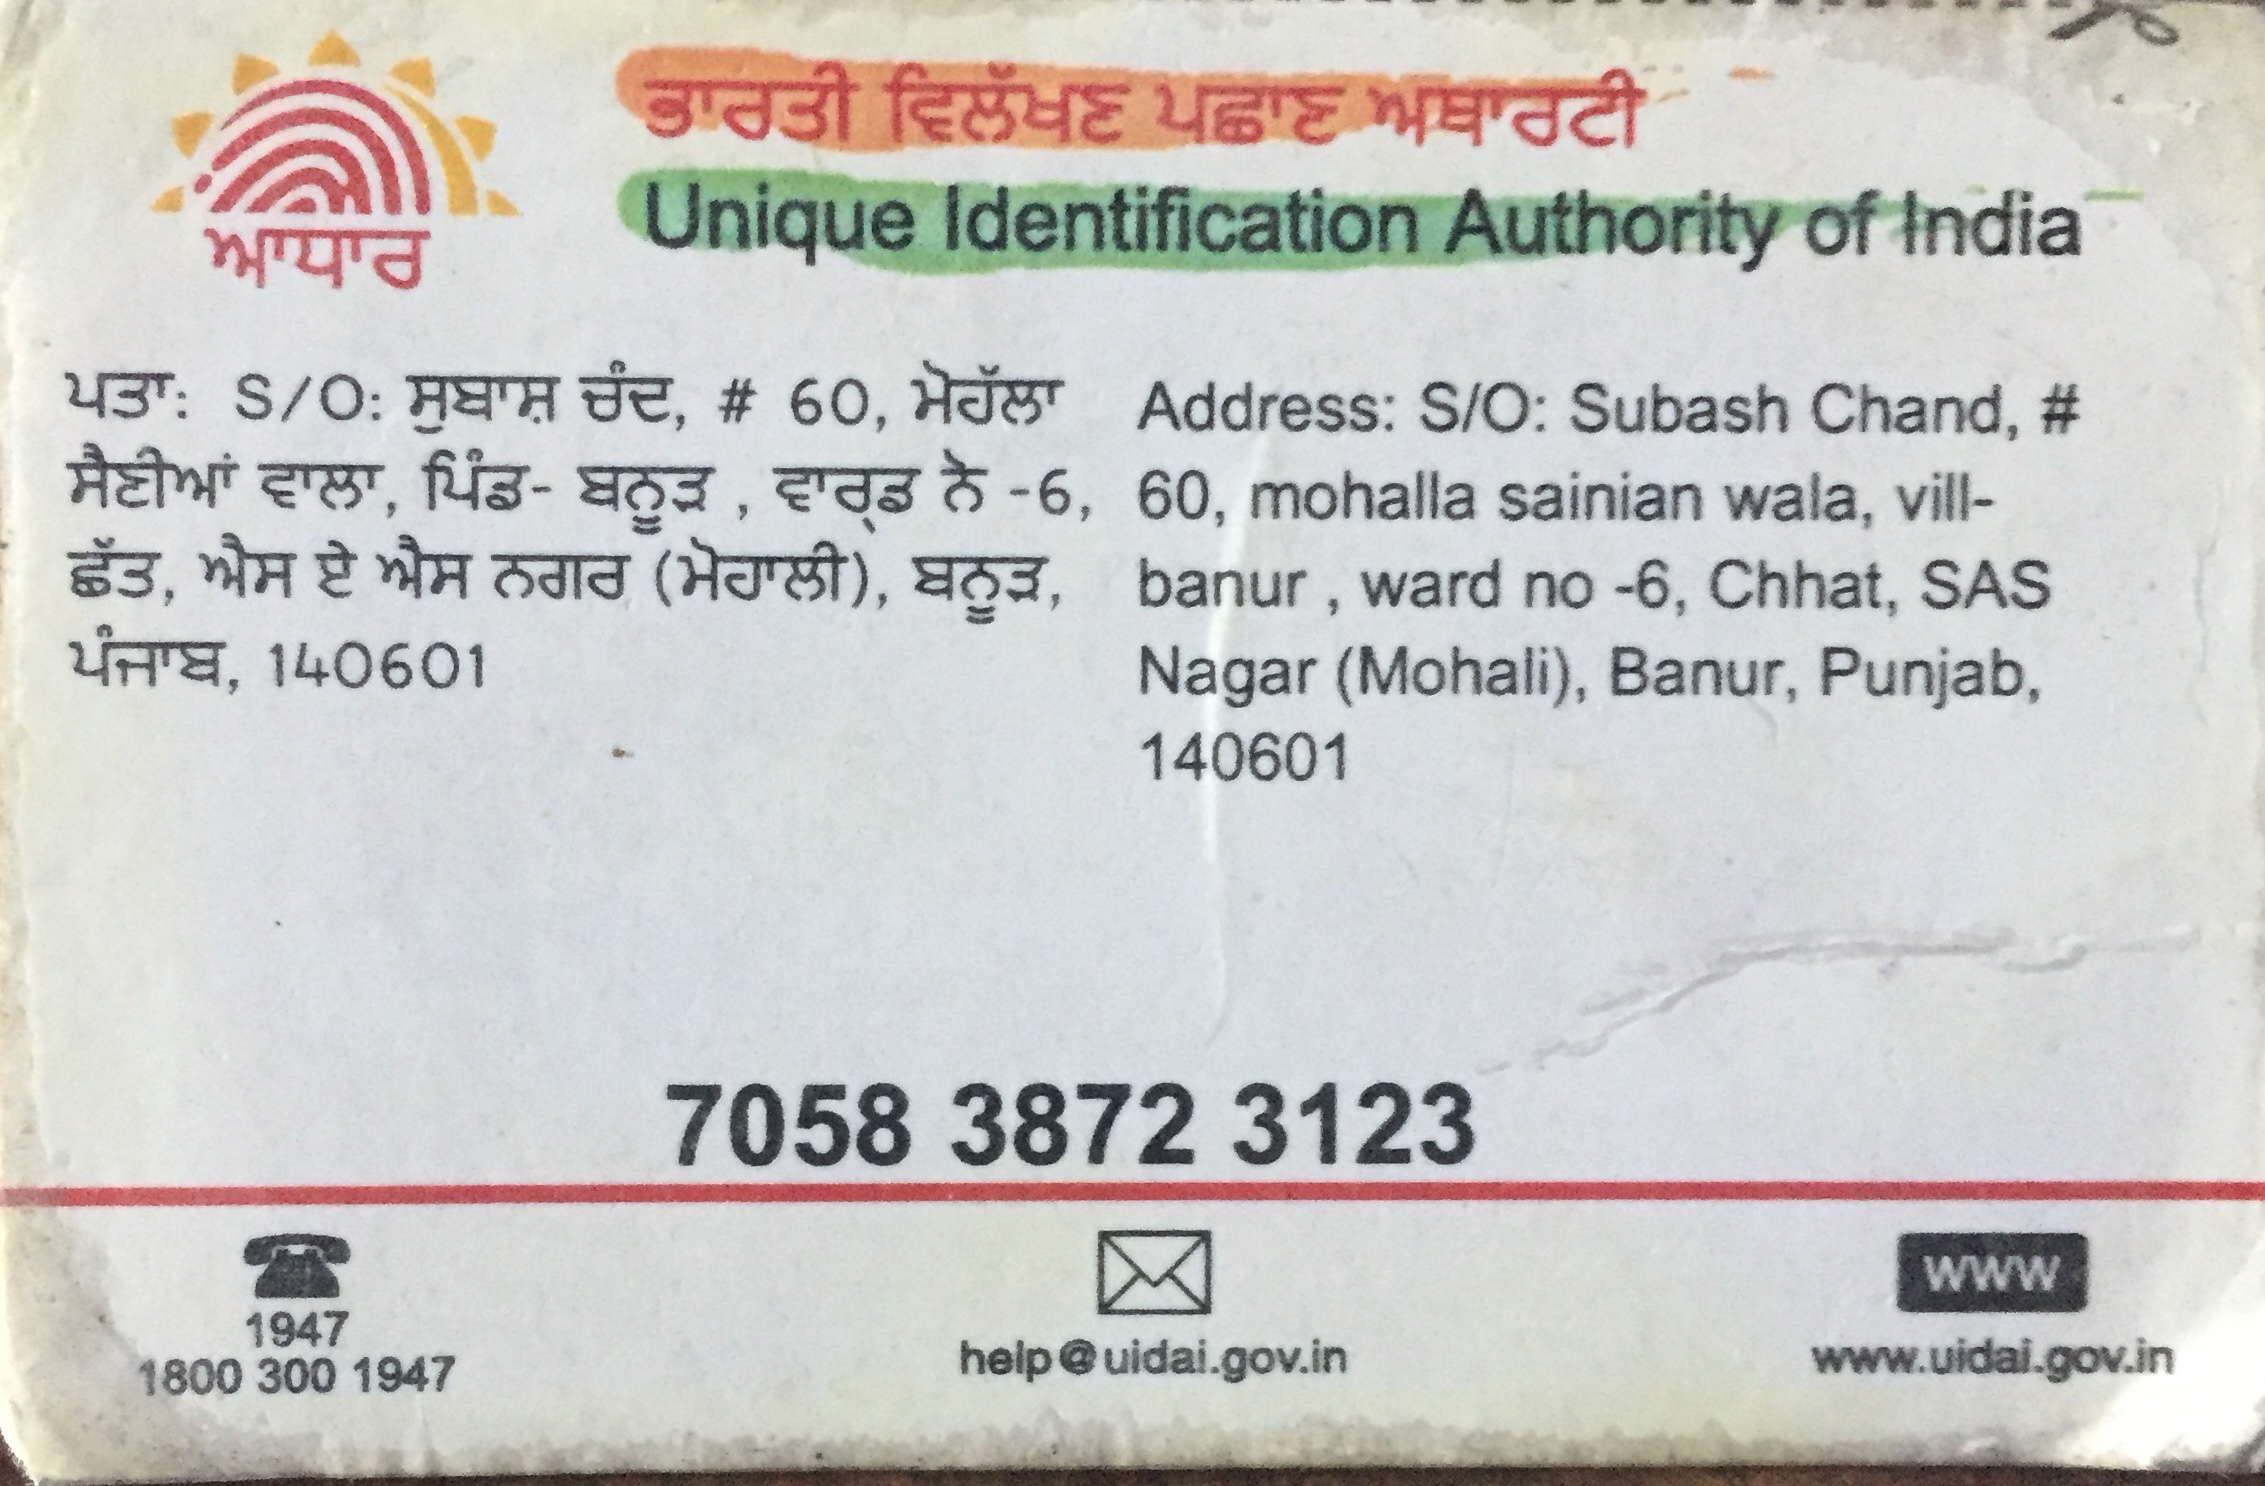 ਭਾਰਤੀ ਵਿਲੱਖਣ ਪਛਾਣ ਅਥਾਰਟੀ
Unique Identification Authority of India
ਆਧਾਰ
ਪਤਾ: S/O: ਸੁਬਾਸ਼ ਚੰਦ, # 60, ਮੋਹੱਲਾ
ਸੈਣੀਆਂ ਵਾਲਾ, ਪਿੰਡ- ਬਨੂੜ , ਵਾਰ੍ਡ ਨੋ -6,
ਛੱਤ, ਐਸ ਏ ਐਸ ਨਗਰ (ਮੋਹਾਲੀ), ਬਨੂੜ,
ਪੰਜਾਬ, 140601
Address: S/O: Subash Chand, #
60, mohalla sainian wala, vill-
banur , ward no -6, Chhat, SAS
Nagar (Mohali), Banur, Punjab,
140601
7058 3872 3123
1947
1800 300 1947
help@uidai.gov.in
www
www.uidai.gov.in